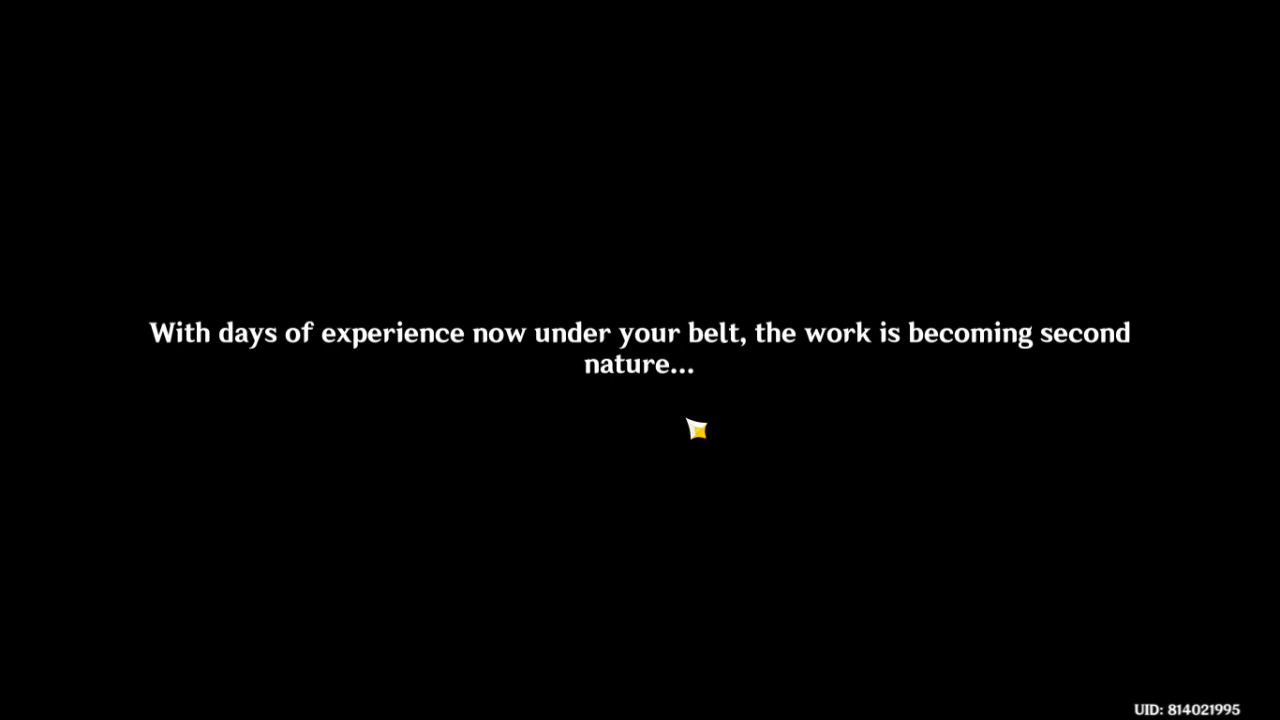 With days of experience now under your belt, the work is becoming second
nature...
UID: 814021995